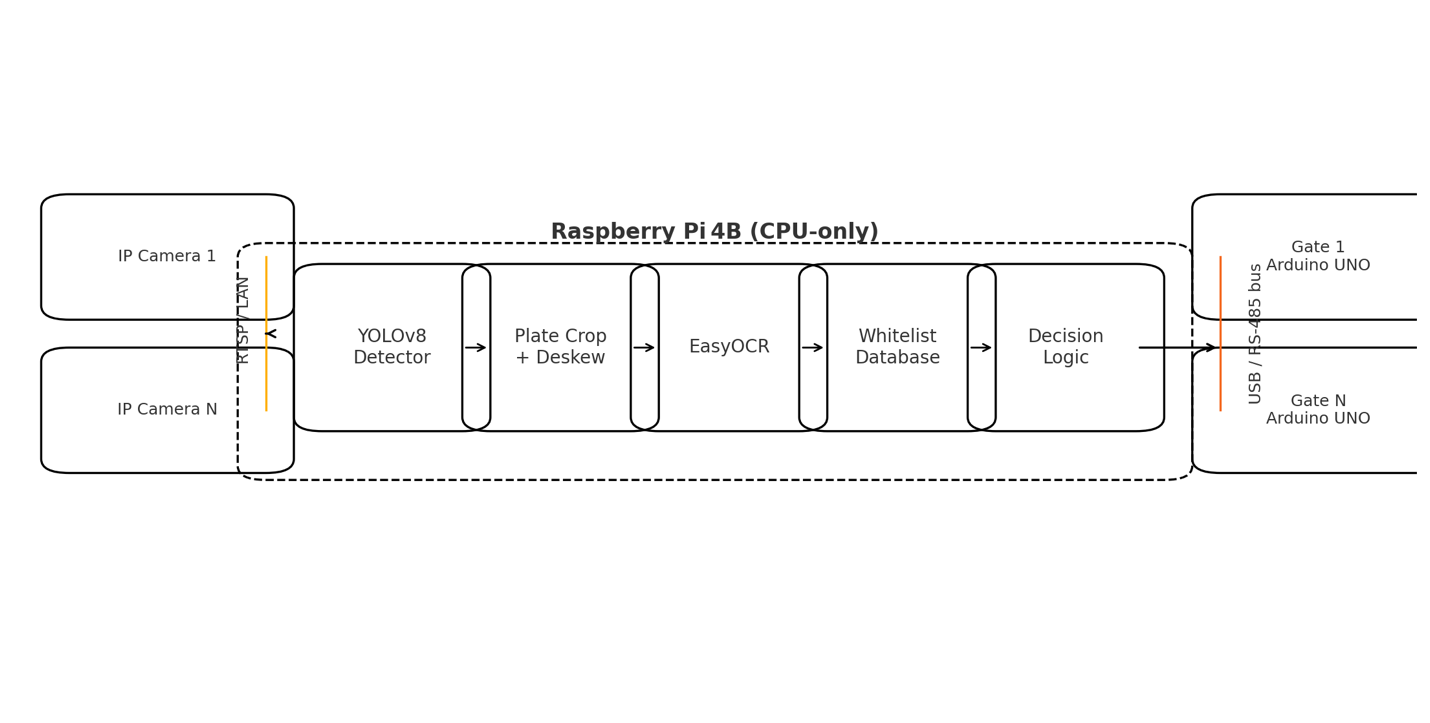 Raspberry Pi 4B (CPU-only)
IP Camera 1
IP Camera N
RTSP / LAN
YOLOv8
Detector
Plate Crop
+ Deskew
EasyOCR
Whitelist
Database
Decision
Logic
USB / RS-485 bus
Gate 1
Arduino UNO
Gate N
Arduino UNO